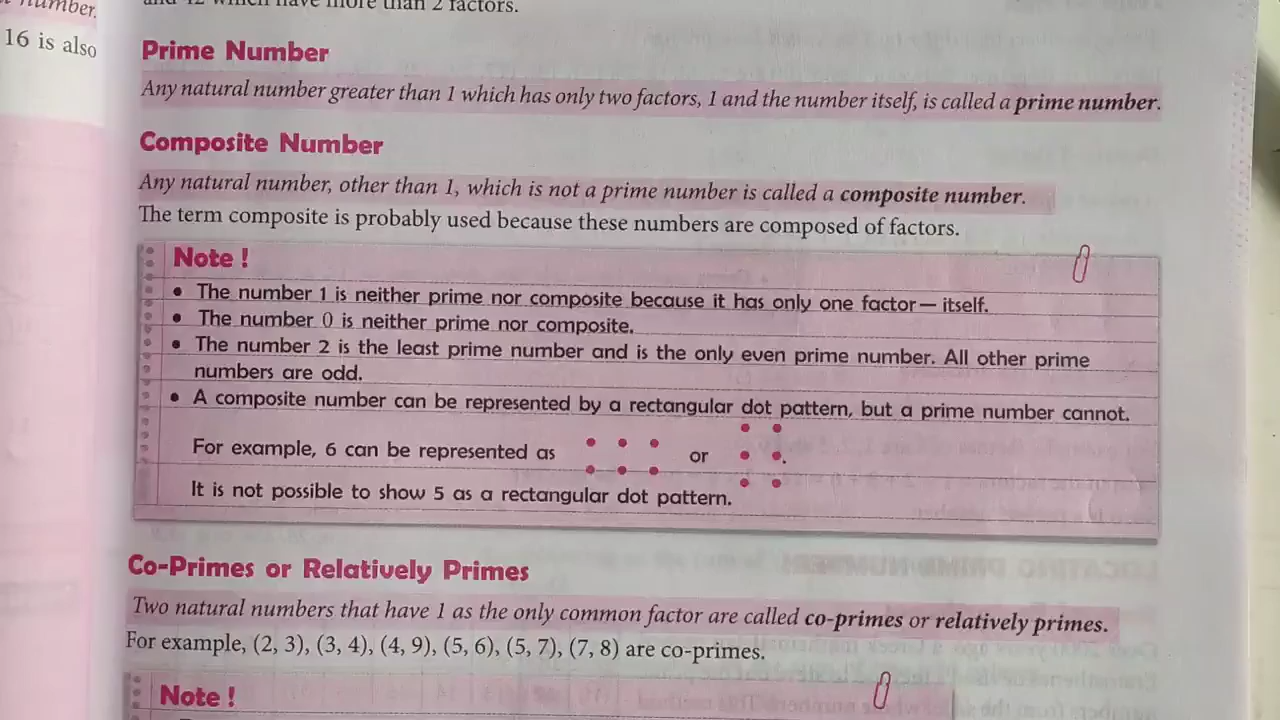 number.
16 is also
and 12 which have more than 2 factors.
Prime Number
Any natural number greater than 1 which has only two factors, 1 and the number itself, is called a prime number.
Composite Number
Any natural number, other than 1, which is not a prime number is called a composite number.
The term composite is probably used because these numbers are composed of factors.
Note !
• The number 1 is neither prime nor composite because it has only one factor — itself.
• The number 0 is neither prime nor composite.
• The number 2 is the least prime number and is the only even prime number. All other prime
numbers are odd.
• A composite number can be represented by a rectangular dot pattern, but a prime number cannot.
For example, 6 can be represented as or .
It is not possible to show 5 as a rectangular dot pattern.
Co-Primes or Relatively Primes
Two natural numbers that have 1 as the only common factor are called co-primes or relatively primes.
For example, (2, 3), (3, 4), (4, 9), (5, 6), (5, 7), (7, 8) are co-primes.
Note !